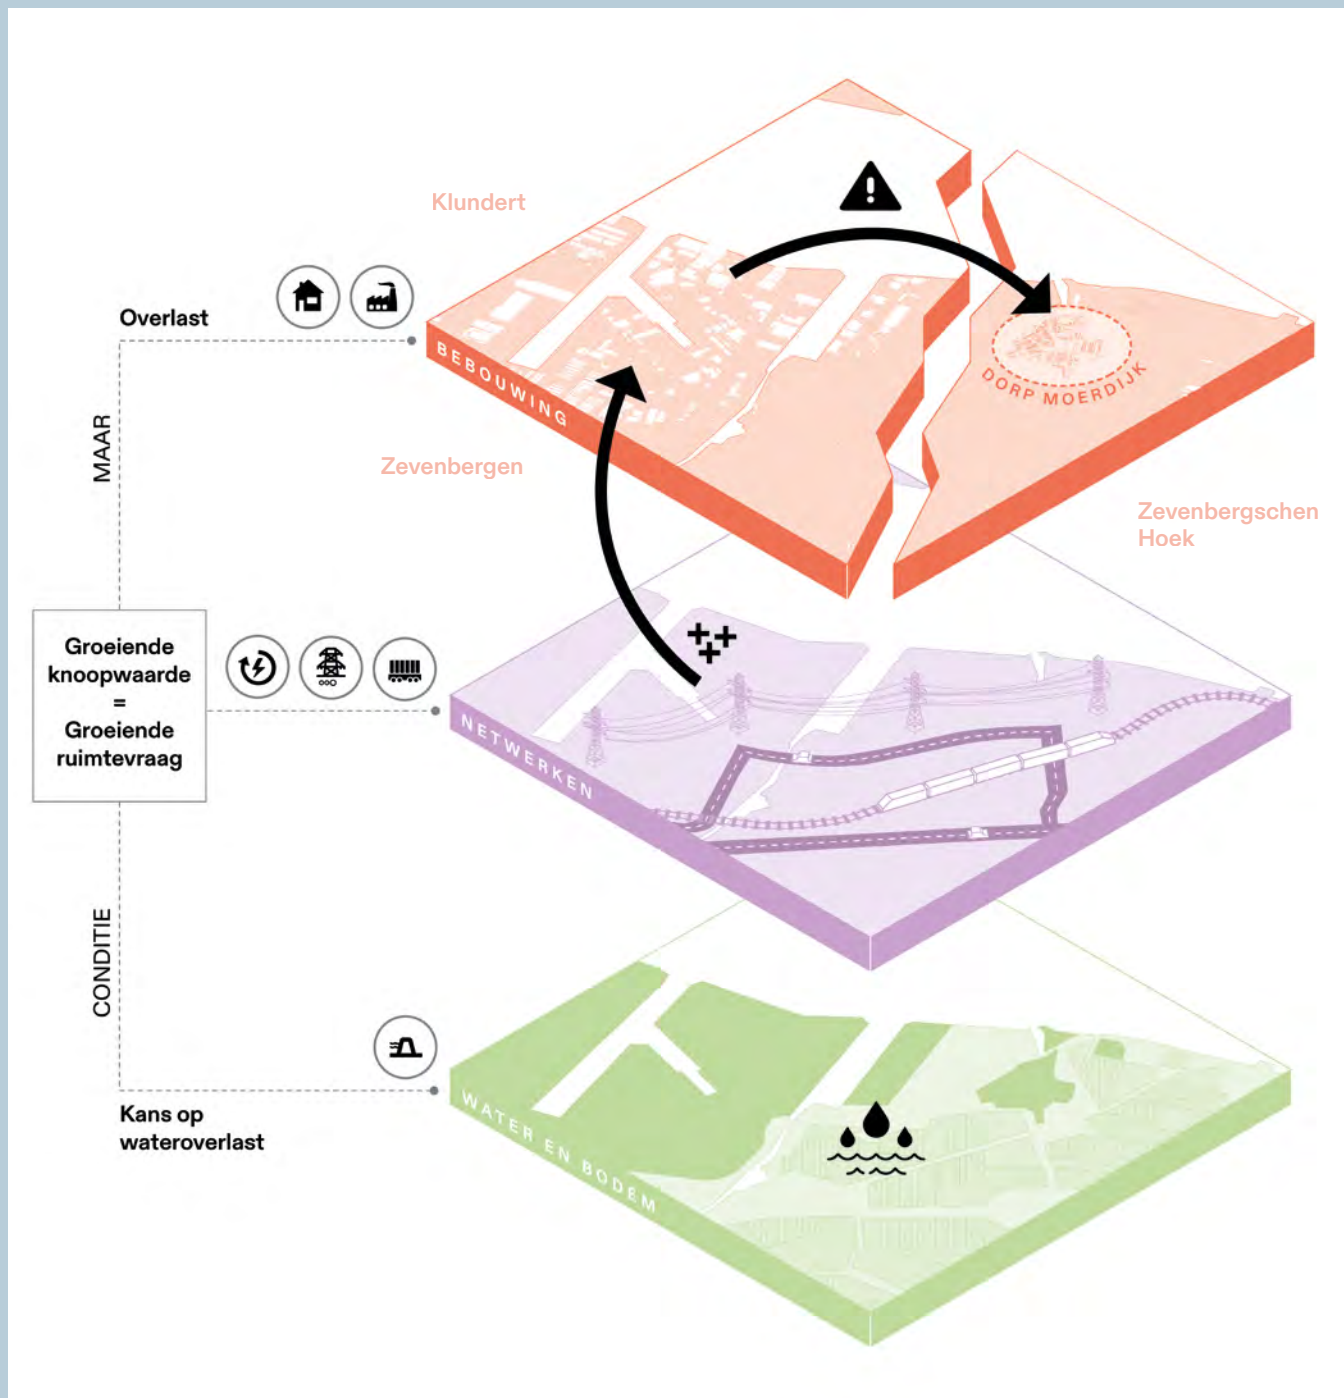 Klundert
Overlast
BEBOUWING
DORP MOERDIJK
MAAR
Zevenbergen
Zevenbergschen
Hoek
Groeiende
knoopwaarde
=
Groeiende
ruimtevraag
NETWERKEN
CONDITIE
Kans op
wateroverlast
WATER EN BODEM